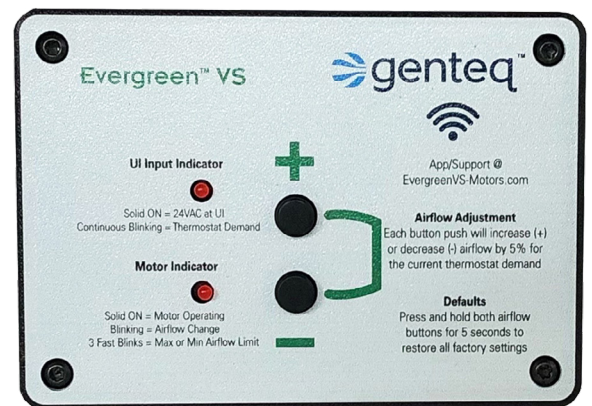 Evergreen™ VS
genteq™
App/Support @
EvergreenVS-Motors.com
UI Input Indicator
Solid ON = 24VAC at UI
Continuous Blinking = Thermostat Demand
+
Airflow Adjustment
Each button push will increase (+)
or decrease (-) airflow by 5% for
the current thermostat demand
Motor Indicator
Solid ON = Motor Operating
Blinking = Airflow Change
3 Fast Blinks = Max or Min Airflow Limit
−
Defaults
Press and hold both airflow
buttons for 5 seconds to
restore all factory settings